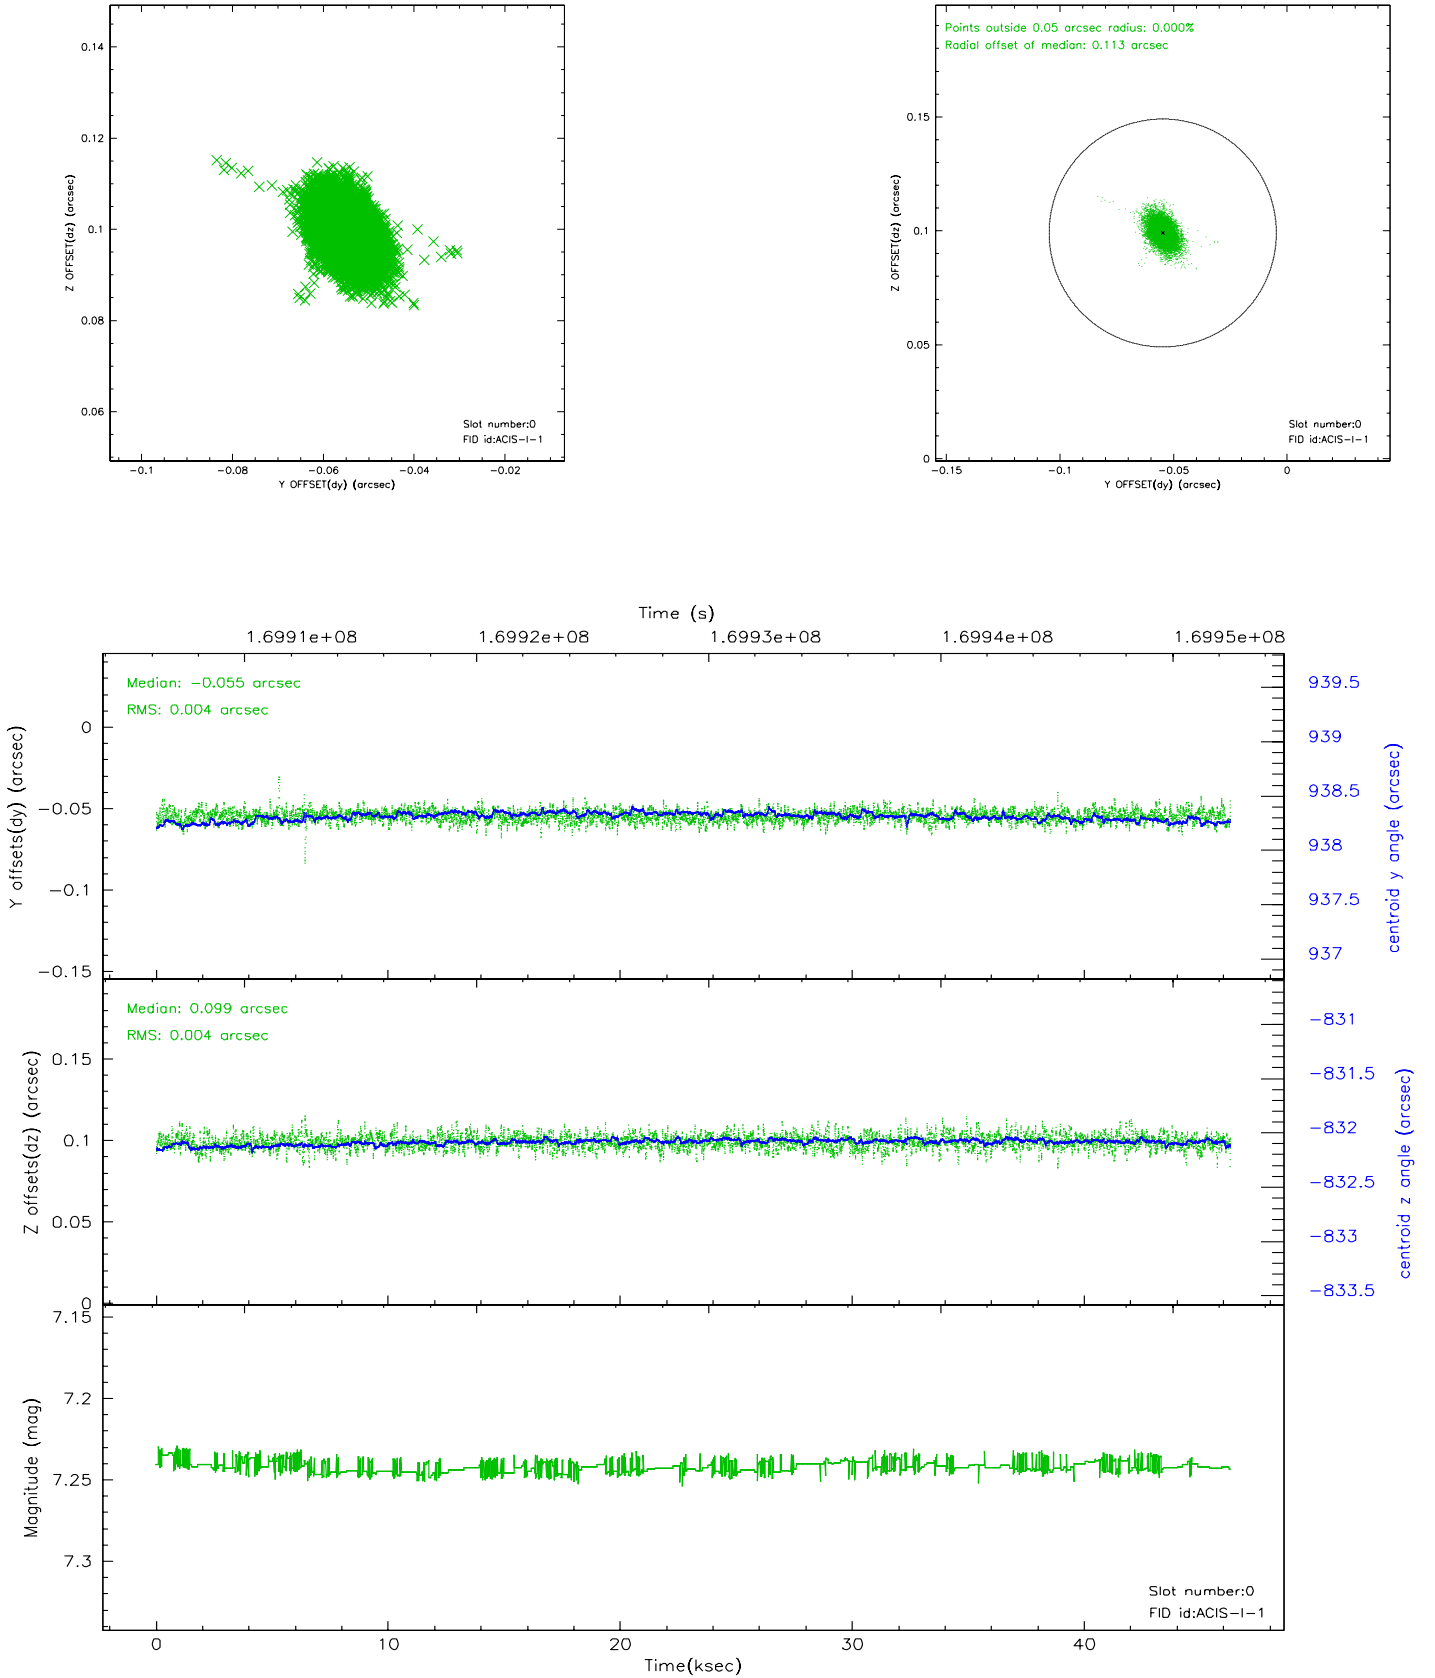 0.14
0.12
0.1
0.08
0.06
Z OFFSET(dz) (arcsec)
Slot number:0
FID id:ACIS-I-1
-0.1 -0.08 -0.06 -0.04 -0.02
Y OFFSET(dy) (arcsec)
Points outside 0.05 arcsec radius: 0.000%
Radial offset of median: 0.113 arcsec
0.15
0.1
0.05
0
Z OFFSET(dz) (arcsec)
Slot number:0
FID id:ACIS-I-1
-0.15 -0.1 -0.05 0
Y OFFSET(dy) (arcsec)
Time (s)
1.6991e+08 1.6992e+08 1.6993e+08 1.6994e+08 1.6995e+08
Median: -0.055 arcsec
RMS: 0.004 arcsec
0
-0.05
-0.1
-0.15
Y offsets(dy) (arcsec)
939.5
939
938.5
938
937.5
937
centroid y angle (arcsec)
Median: 0.099 arcsec
RMS: 0.004 arcsec
0.15
0.1
0.05
0
Z offsets(dz) (arcsec)
-831
-831.5
-832
-832.5
-833
-833.5
centroid z angle (arcsec)
7.15
7.2
7.25
7.3
Magnitude (mag)
Slot number:0
FID id:ACIS-I-1
0 10 20 30 40
Time(ksec)